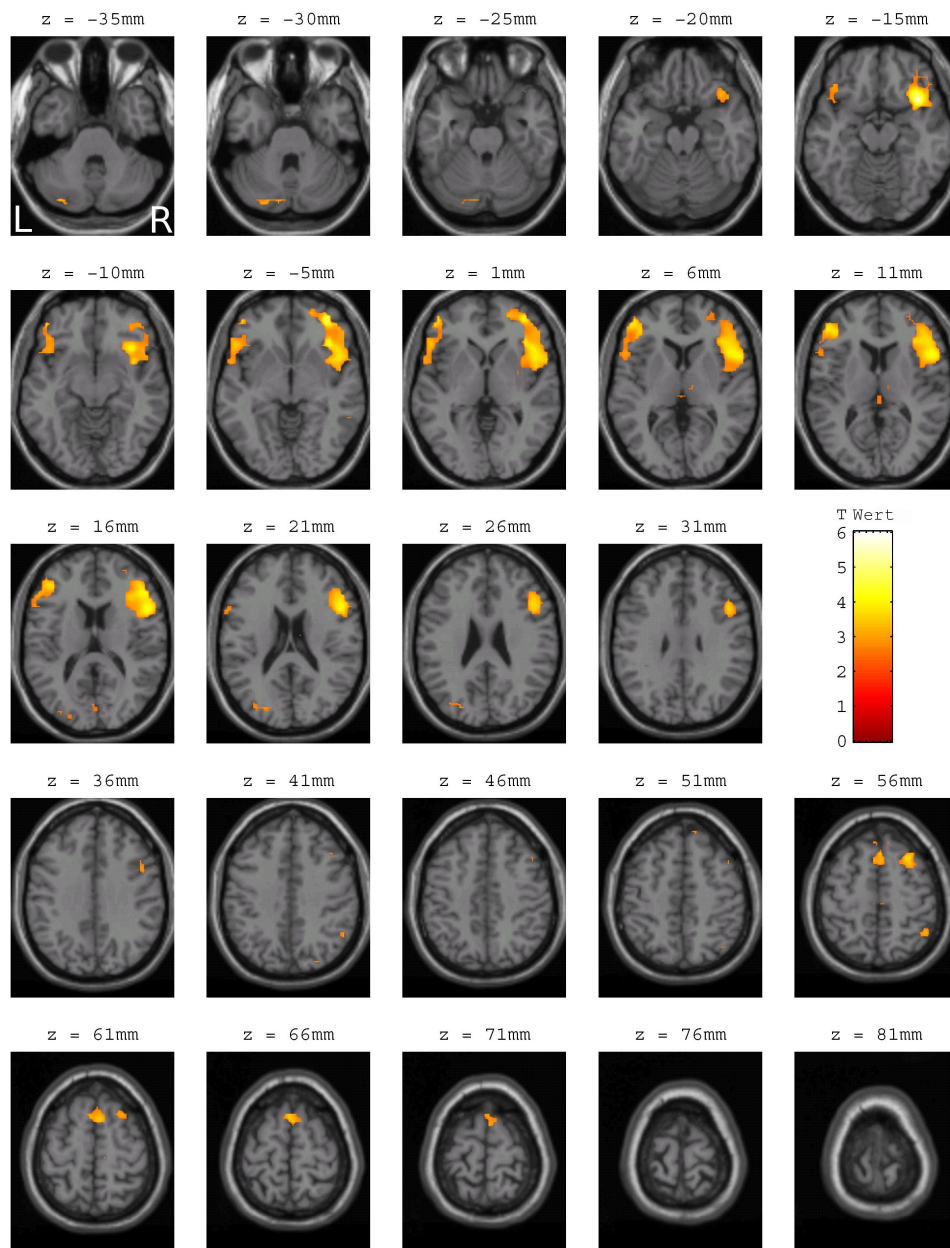 z = -35mm z = -30mm z = -25mm z = -20mm z = -15mm
L R
z = -10mm z = -5mm z = 1mm z = 6mm z = 11mm
z = 16mm z = 21mm z = 26mm z = 31mm
T Wert
6
5
4
3
2
1
0
z = 36mm z = 41mm z = 46mm z = 51mm z = 56mm
z = 61mm z = 66mm z = 71mm z = 76mm z = 81mm